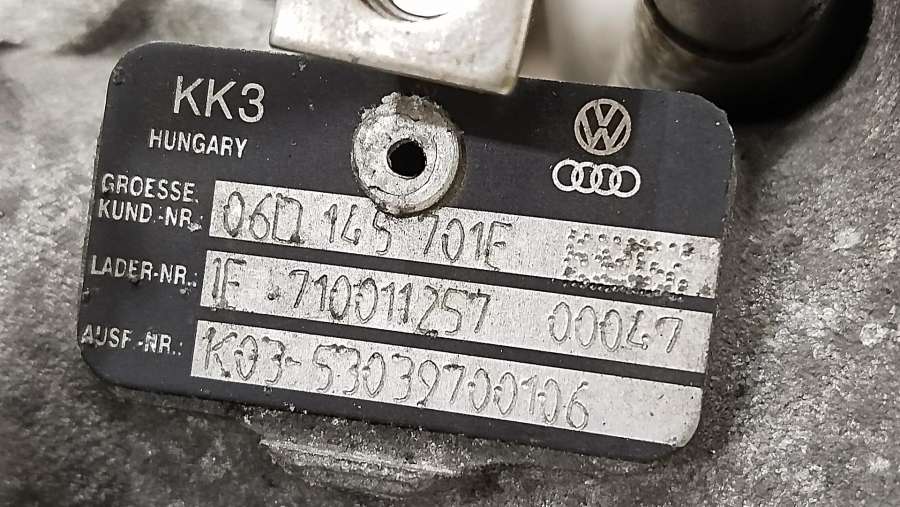 KK3
HUNGARY
GROESSE.
KUND.-NR.: 06D 145 701E
LADER-NR.: 1E 710011257 00047
AUSF.-NR.: K03-53039700106